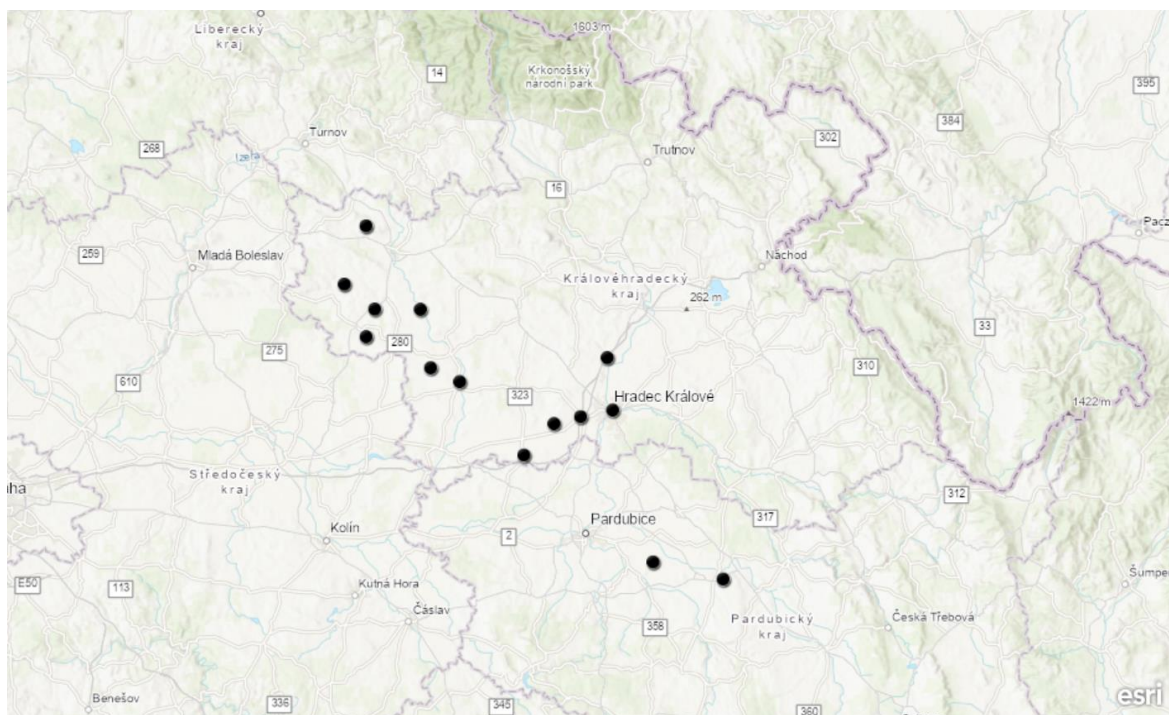 Liberecký
kraj
1603 m
Krkonošský
národní park
14
395
384
302
Turnov
268
Jizera
Trutnov
16
Pacz
259
Mladá Boleslav
Náchod
Královéhradecký
kraj
262 m
33
280
275
310
610
323
Hradec Králové
1422 m
Středočeský
kraj
aha
312
Pardubice
317
Kolín
2
E50
113
Kutná Hora
Šumpe
Čáslav
Pardubický
kraj
358
Česká Třebová
Benešov
336
345
360
esri